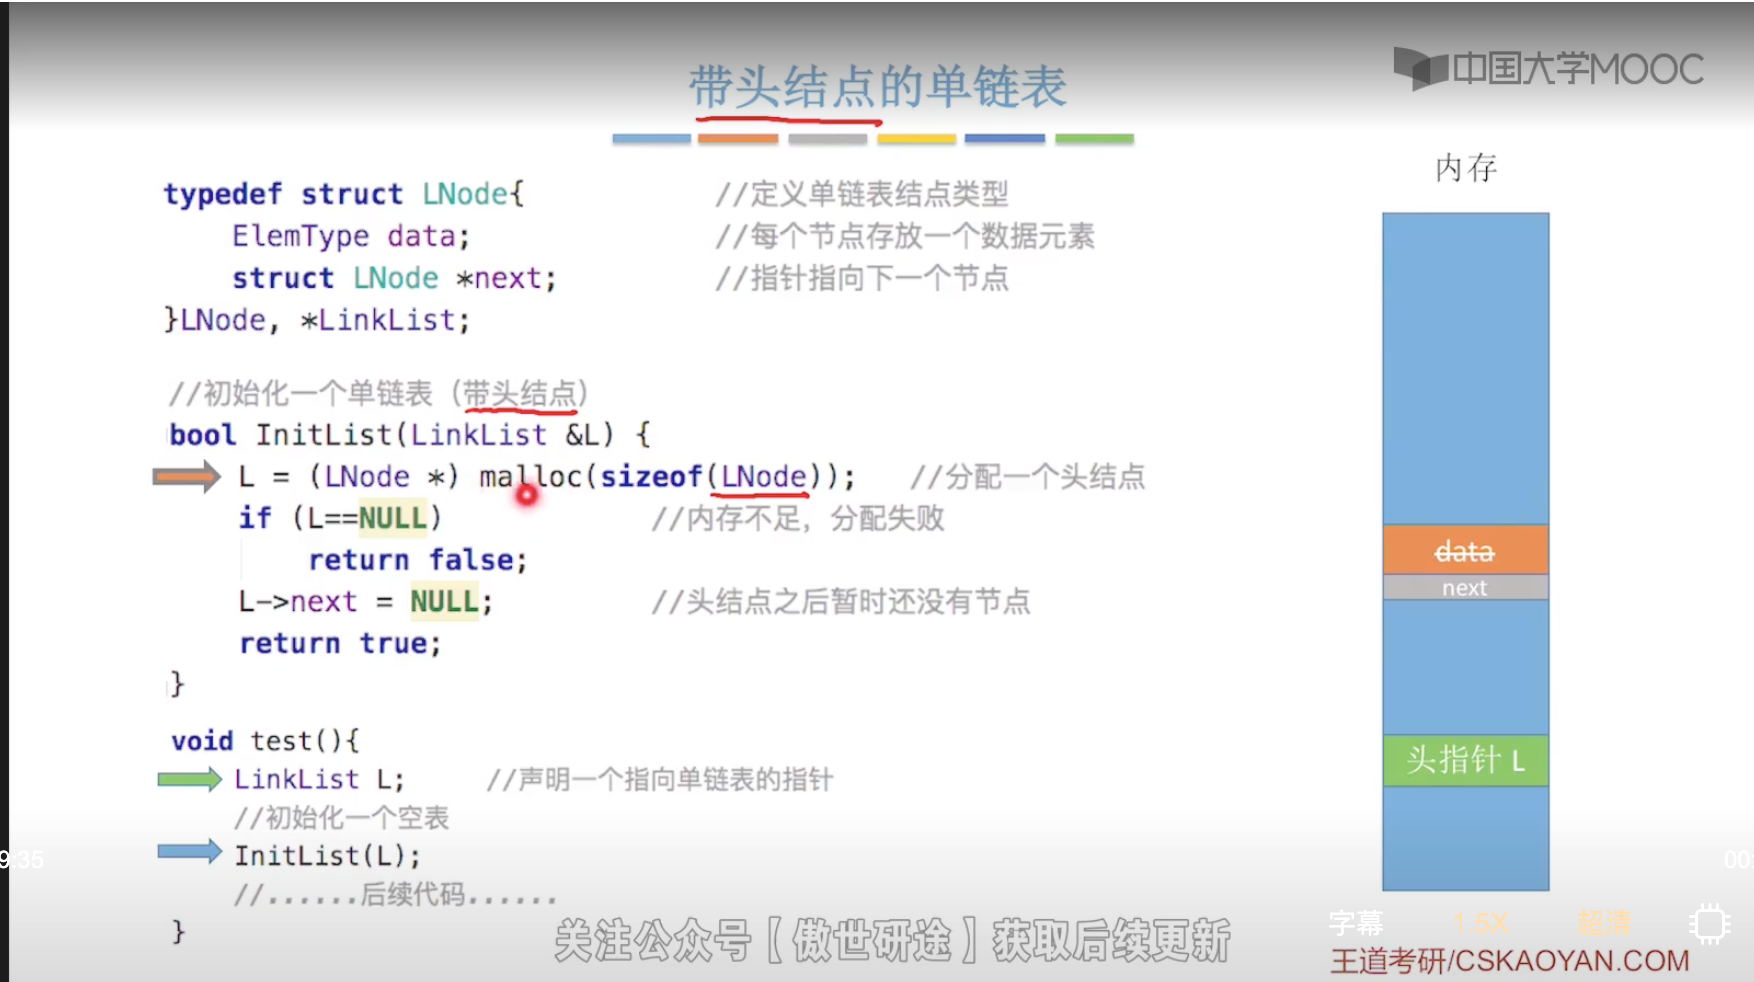 中国大学MOOC
带头结点的单链表
内存
typedef struct LNode{ //定义单链表结点类型
ElemType data; //每个节点存放一个数据元素
struct LNode *next; //指针指向下一个节点
}LNode, *LinkList;
//初始化一个单链表（带头结点）
bool InitList(LinkList &L) {
L = (LNode *) malloc(sizeof(LNode)); //分配一个头结点
if (L==NULL) //内存不足，分配失败
return false;
L->next = NULL; //头结点之后暂时还没有节点
return true;
}
void test(){
LinkList L; //声明一个指向单链表的指针
//初始化一个空表
InitList(L);
//......后续代码......
}
data
next
头指针 L
9:35
00
关注公众号【傲世研途】获取后续更新
字幕 1.5X 超清
王道考研/CSKAOYAN.COM